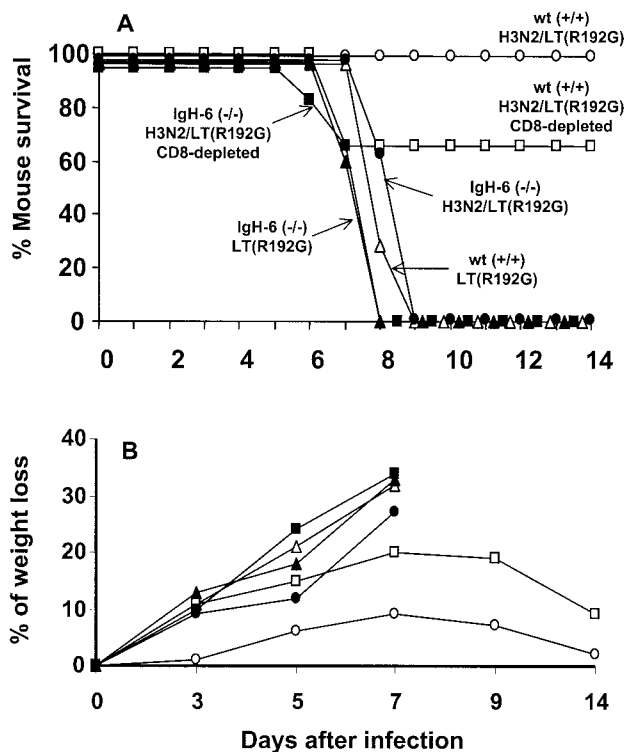 A
wt (+/+)
H3N2/LT(R192G)
wt (+/+)
H3N2/LT(R192G)
CD8-depleted
IgH-6 (-/-)
H3N2/LT(R192G)
CD8-depleted
IgH-6 (-/-)
H3N2/LT(R192G)
IgH-6 (-/-)
LT(R192G)
wt (+/+)
LT(R192G)
% Mouse survival
100
80
60
40
20
0
0 2 4 6 8 10 12 14
B
% of weight loss
40
30
20
10
0
0 3 5 7 9 14
Days after infection